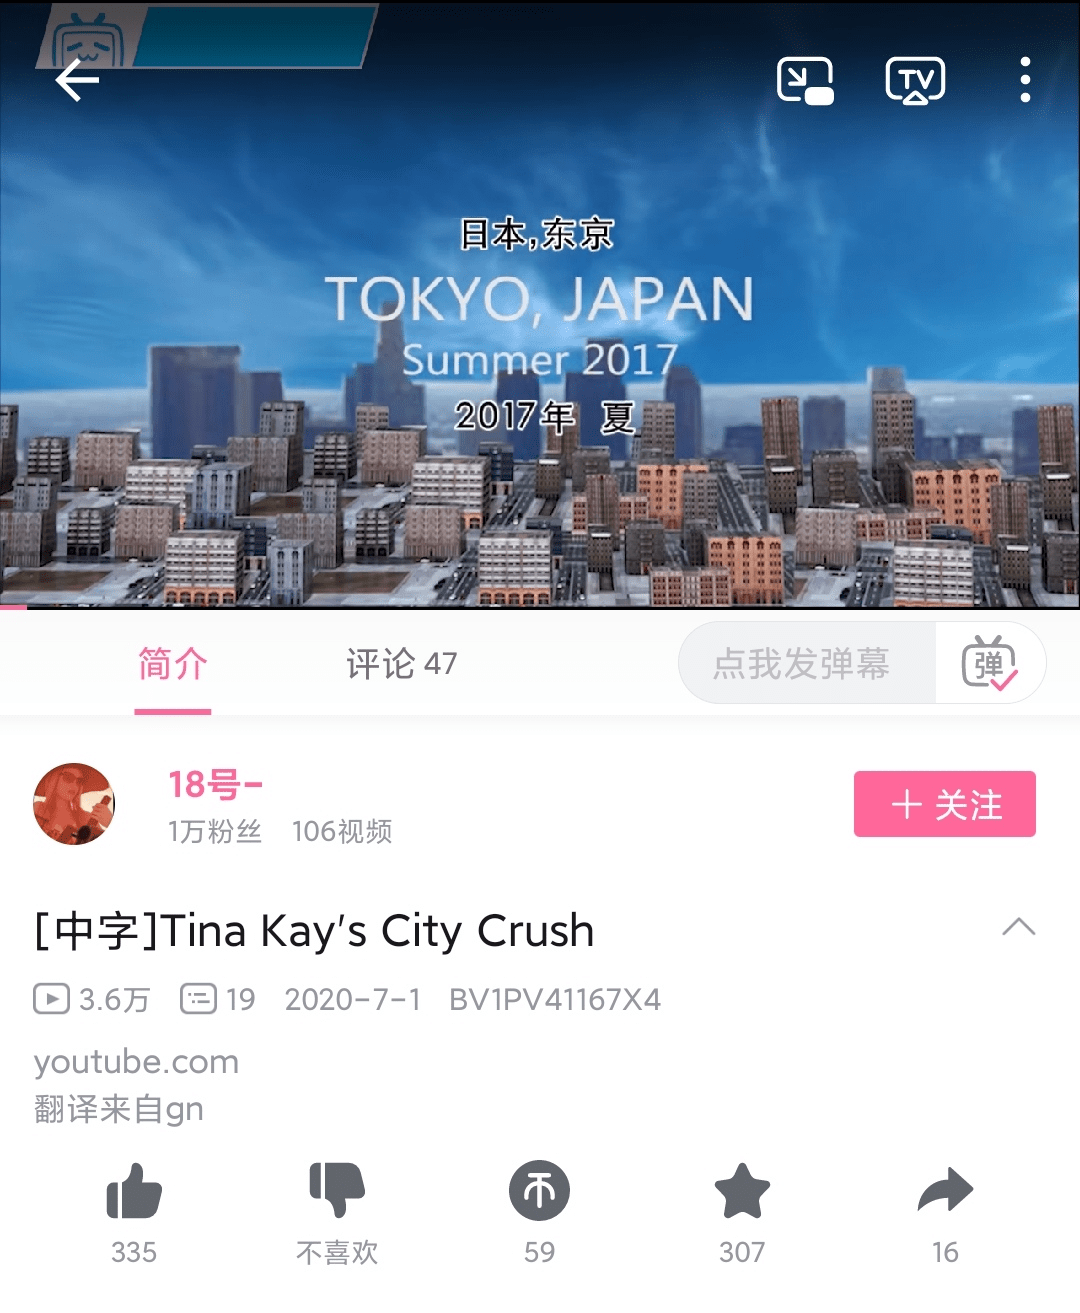 TV
日本,东京
TOKYO, JAPAN
Summer 2017
2017年 夏
简介
评论 47
点我发弹幕
弹
18号-
1万粉丝 106视频
+ 关注
[中字]Tina Kay's City Crush
3.6万 19 2020-7-1 BV1PV41167X4
youtube.com
翻译来自gn
335 不喜欢 59 307 16